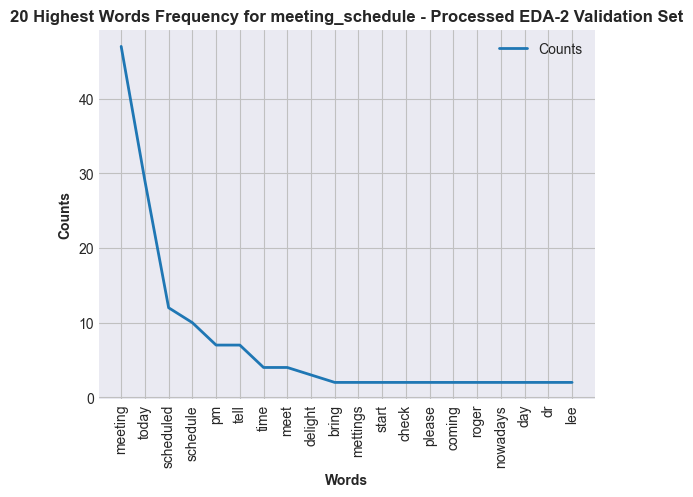 20 Highest Words Frequency for meeting_schedule - Processed EDA-2 Validation Set
Counts
40
30
20
10
0
Counts
meeting
today
scheduled
schedule
pm
tell
time
meet
delight
bring
mettings
start
check
please
coming
roger
nowadays
day
dr
lee
Words